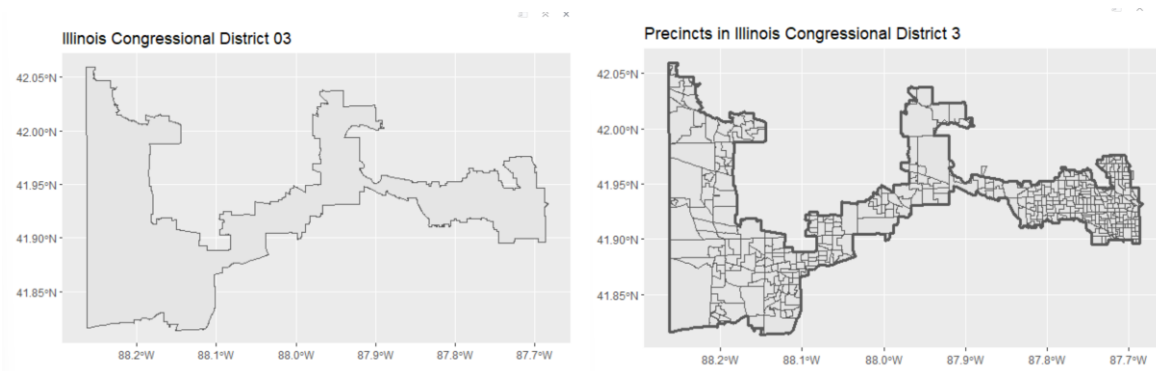 Illinois Congressional District 03
42.05°N
42.00°N
41.95°N
41.90°N
41.85°N
88.2°W 88.1°W 88.0°W 87.9°W 87.8°W 87.7°W
Precincts in Illinois Congressional District 3
42.05°N
42.00°N
41.95°N
41.90°N
41.85°N
88.2°W 88.1°W 88.0°W 87.9°W 87.8°W 87.7°W